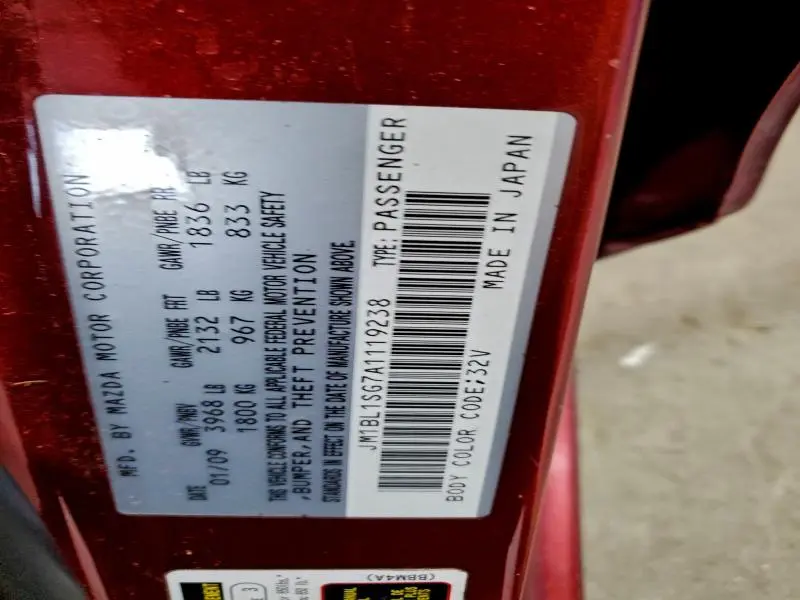 MFD. BY MAZDA MOTOR CORPORATION
DATE GVWR/PNBV GAWR/PNBE FRT GAWR/PNBE RR
01/09 3968 LB 2132 LB 1836 LB
1800 KG 967 KG 833 KG
THIS VEHICLE CONFORMS TO ALL APPLICABLE FEDERAL MOTOR VEHICLE SAFETY
,BUMPER, AND THEFT PREVENTION
STANDARDS IN EFFECT ON THE DATE OF MANUFACTURE SHOWN ABOVE.
JM1BL1SG7A1119238 TYPE: PASSENGER
BODY COLOR CODE;32V MADE IN JAPAN
(BBM4A)
3